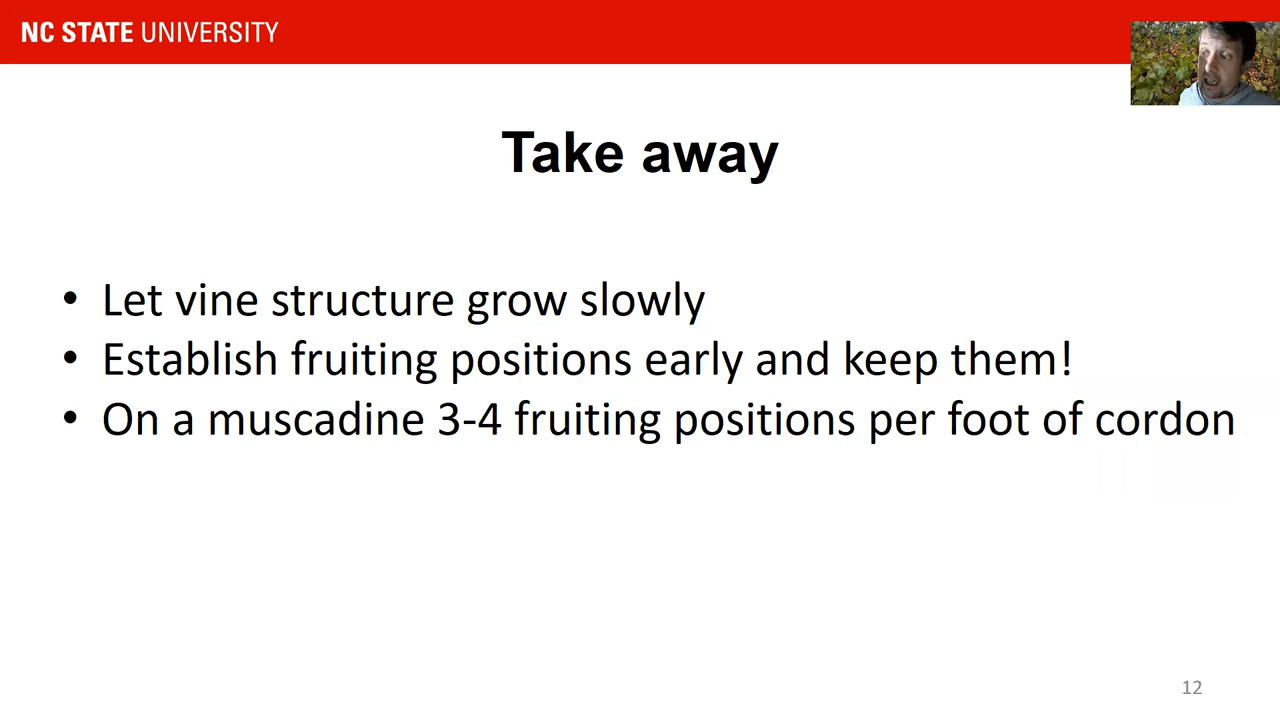 NC STATE UNIVERSITY
Take away
• Let vine structure grow slowly
• Establish fruiting positions early and keep them!
• On a muscadine 3-4 fruiting positions per foot of cordon
12